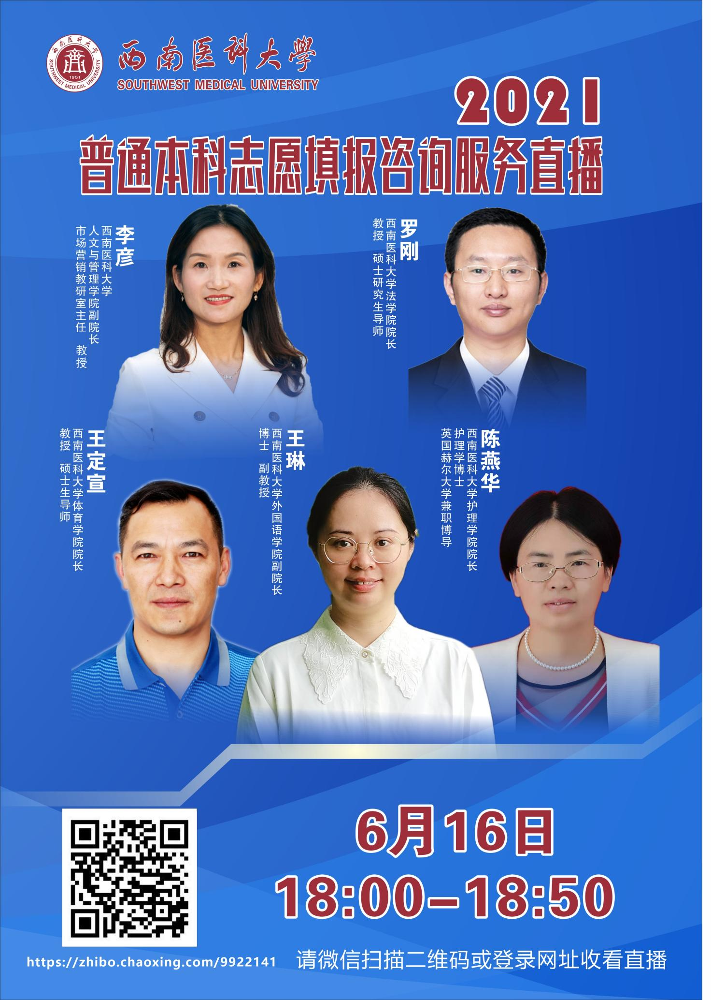 西南医科大学
SOUTHWEST MEDICAL UNIVERSITY
1951
西南医科大學
SOUTHWEST MEDICAL UNIVERSITY
2021
普通本科志愿填报咨询服务直播
李彦
西南医科大学
人文与管理学院副院长
市场营销教研室主任 教授
罗刚
西南医科大学法学院院长
教授 硕士研究生导师
王定宣
西南医科大学体育学院院长
教授 硕士生导师
王琳
西南医科大学外国语学院副院长
博士 副教授
陈燕华
西南医科大学护理学院院长
护理学博士
英国赫尔大学兼职博导
6月16日
18:00-18:50
https://zhibo.chaoxing.com/9922141
请微信扫描二维码或登录网址收看直播